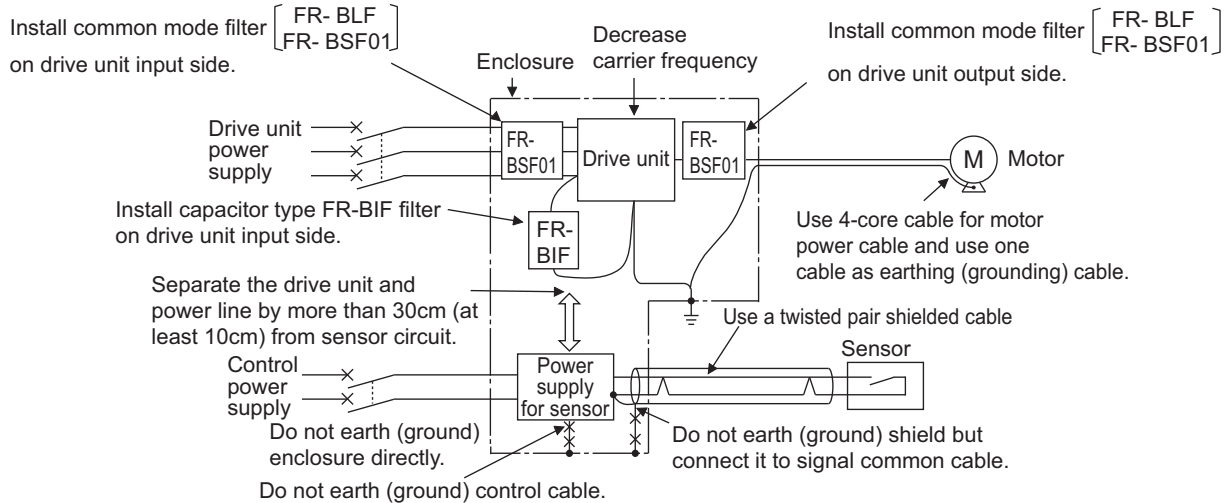 Install common mode filter [FR- BLF
FR- BSF01]
on drive unit input side.
Enclosure
Decrease
carrier frequency
Install common mode filter [FR- BLF
FR- BSF01]
on drive unit output side.
Drive unit
power
supply
FR-
BSF01
Drive unit
FR-
BSF01
M
Motor
Install capacitor type FR-BIF filter
on drive unit input side.
FR-
BIF
Use 4-core cable for motor
power cable and use one
cable as earthing (grounding) cable.
Separate the drive unit and
power line by more than 30cm (at
least 10cm) from sensor circuit.
Use a twisted pair shielded cable
Sensor
Control
power
supply
Power
supply
for sensor
Do not earth (ground)
enclosure directly.
Do not earth (ground) control cable.
Do not earth (ground) shield but
connect it to signal common cable.